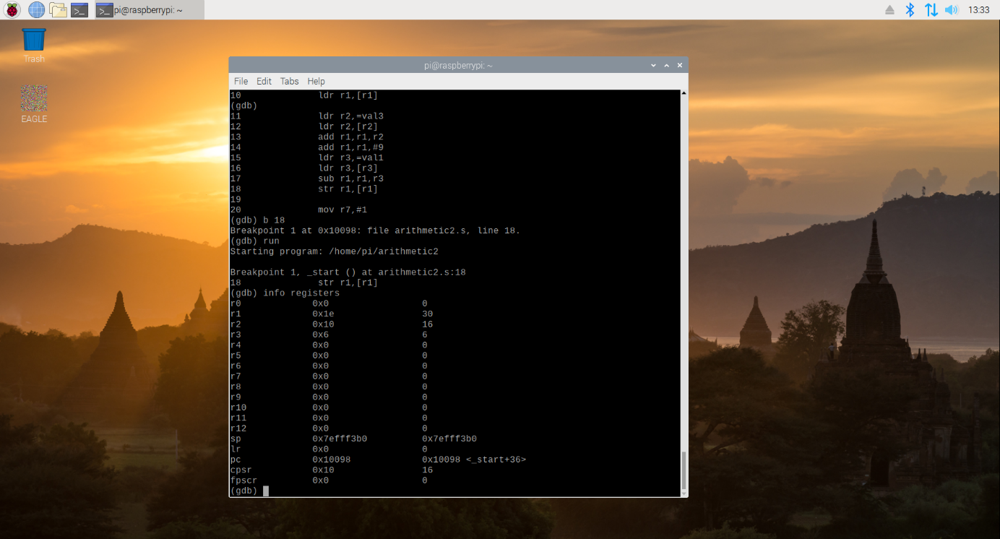 pi@raspberrypi: ~
13:33
Trash
EAGLE
pi@raspberrypi: ~
File Edit Tabs Help
10                ldr r1,[r1]
(gdb)
11                ldr r2,=val3
12                ldr r2,[r2]
13                add r1,r1,r2
14                add r1,r1,#9
15                ldr r3,=val1
16                ldr r3,[r3]
17                sub r1,r1,r3
18                str r1,[r1]
19
20                mov r7,#1
(gdb) b 18
Breakpoint 1 at 0x10098: file arithmetic2.s, line 18.
(gdb) run
Starting program: /home/pi/arithmetic2
Breakpoint 1, _start () at arithmetic2.s:18
18                str r1,[r1]
(gdb) info registers
r0             0x0                 0
r1             0x1e                30
r2             0x10                16
r3             0x6                 6
r4             0x0                 0
r5             0x0                 0
r6             0x0                 0
r7             0x0                 0
r8             0x0                 0
r9             0x0                 0
r10            0x0                 0
r11            0x0                 0
r12            0x0                 0
sp             0x7efff3b0          0x7efff3b0
lr             0x0                 0
pc             0x10098             0x10098 <_start+36>
cpsr           0x10                16
fpscr          0x0                 0
(gdb)